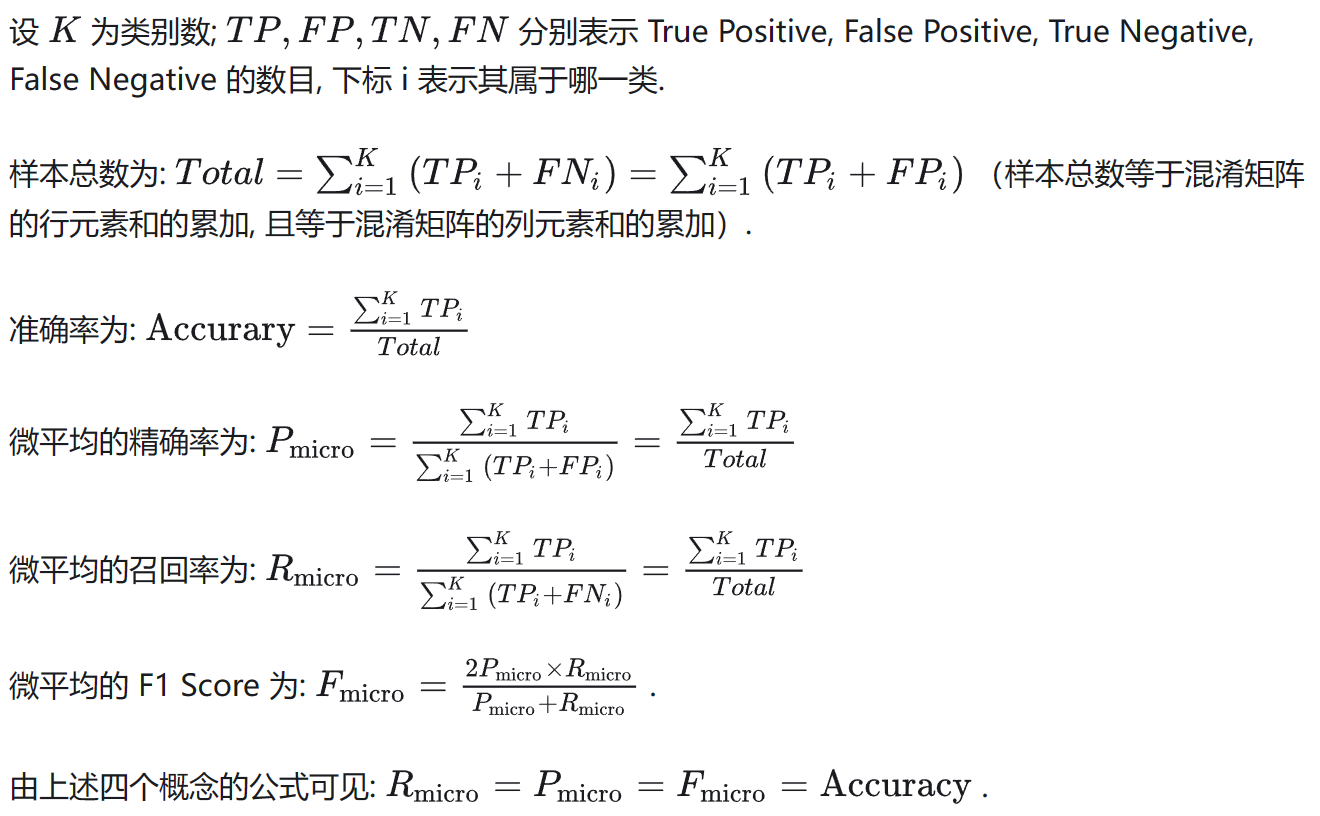 设 $K$ 为类别数; $TP, FP, TN, FN$ 分别表示 True Positive, False Positive, True Negative,
False Negative 的数目, 下标 i 表示其属于哪一类.
样本总数为: $Total = \sum_{i=1}^{K} (TP_i + FN_i) = \sum_{i=1}^{K} (TP_i + FP_i)$ （样本总数等于混淆矩阵
的行元素和的累加, 且等于混淆矩阵的列元素和的累加）.
准确率为: $\text{Accurary} = \frac{\sum_{i=1}^{K} TP_i}{Total}$
微平均的精确率为: $P_{\text{micro}} = \frac{\sum_{i=1}^{K} TP_i}{\sum_{i=1}^{K} (TP_i + FP_i)} = \frac{\sum_{i=1}^{K} TP_i}{Total}$
微平均的召回率为: $R_{\text{micro}} = \frac{\sum_{i=1}^{K} TP_i}{\sum_{i=1}^{K} (TP_i + FN_i)} = \frac{\sum_{i=1}^{K} TP_i}{Total}$
微平均的 F1 Score 为: $F_{\text{micro}} = \frac{2P_{\text{micro}} \times R_{\text{micro}}}{P_{\text{micro}} + R_{\text{micro}}}$ .
由上述四个概念的公式可见: $R_{\text{micro}} = P_{\text{micro}} = F_{\text{micro}} = \text{Accuracy}$ .